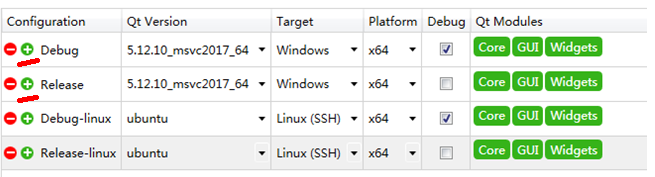 Configuration Qt Version Target Platform Debug Qt Modules
Debug 5.12.10_msvc2017_64 Windows x64 Core GUI Widgets
Release 5.12.10_msvc2017_64 Windows x64 Core GUI Widgets
Debug-linux ubuntu Linux (SSH) x64 Core GUI Widgets
Release-linux ubuntu Linux (SSH) x64 Core GUI Widgets